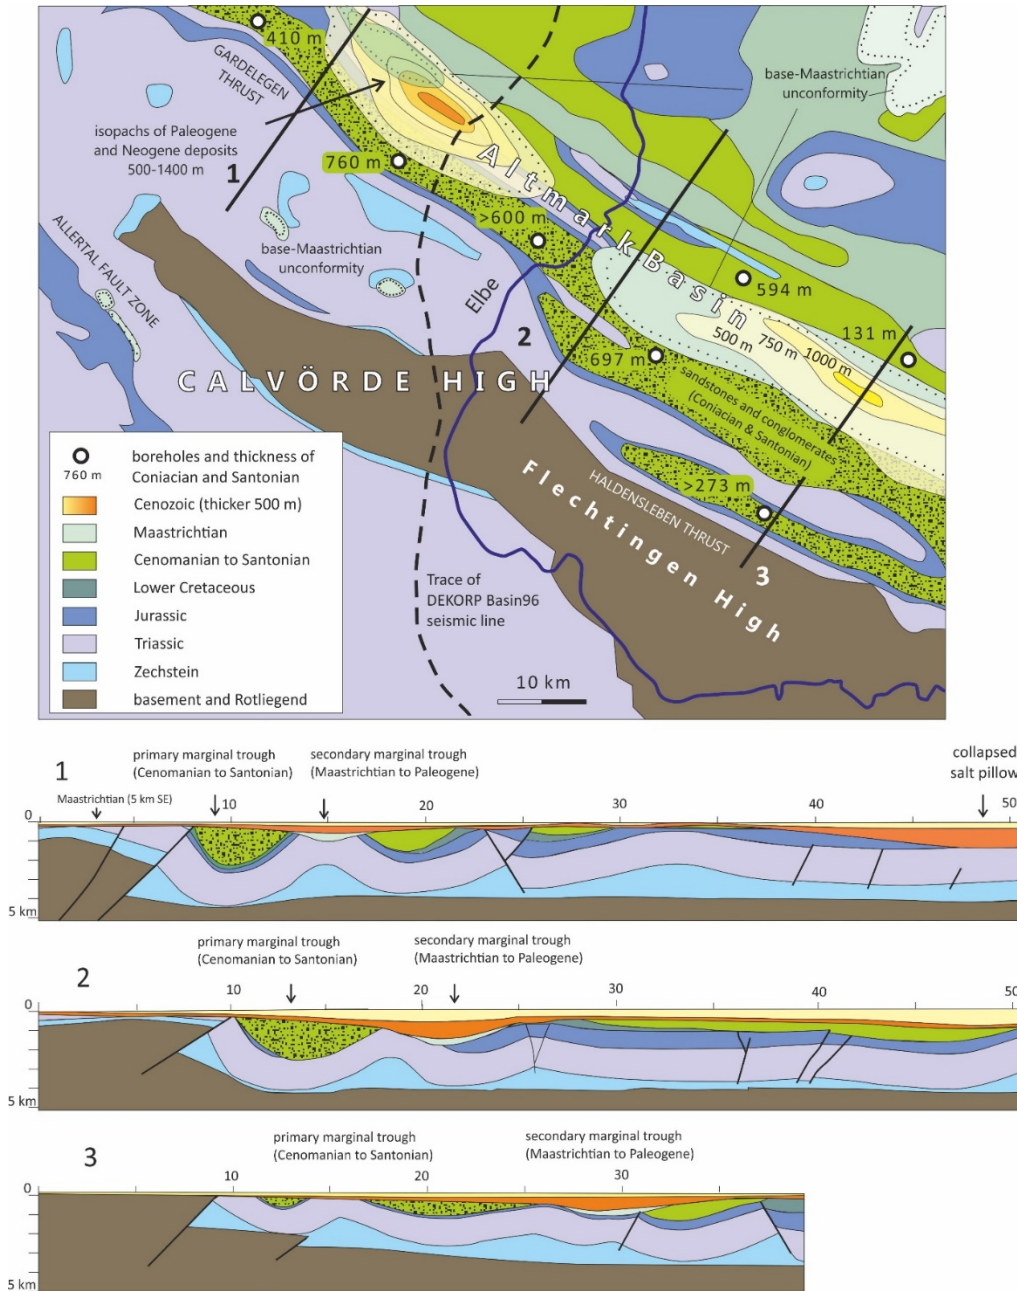 410 m
GARDELEGEN
THRUST
base-Maastrichtian
unconformity
isopachs of Paleogene
and Neogene deposits
500-1400 m
1
760 m
Altmark Basin
>600 m
ALLERTAL FAULT ZONE
base-Maastrichtian
unconformity
Elbe
594 m
2
131 m
500 m
750 m
1000 m
697 m
CALVÖRDE HIGH
sandstones and conglomerates
(Coniacian & Santonian)
>273 m
HALDENSLEBEN THRUST
Flechtingen High
3
boreholes and thickness of
760 m
Coniacian and Santonian
Cenozoic (thicker 500 m)
Maastrichtian
Cenomanian to Santonian
Lower Cretaceous
Jurassic
Triassic
Zechstein
basement and Rotliegend
Trace of
DEKORP Basin96
seismic line
10 km
1
primary marginal trough
(Cenomanian to Santonian)
secondary marginal trough
(Maastrichtian to Paleogene)
collapsed
salt pillow
Maastrichtian (5 km SE)
10
20
30
40
50
0
5 km
primary marginal trough
(Cenomanian to Santonian)
secondary marginal trough
(Maastrichtian to Paleogene)
2
0
10
20
30
40
50
5 km
3
primary marginal trough
(Cenomanian to Santonian)
secondary marginal trough
(Maastrichtian to Paleogene)
0
10
20
30
5 km